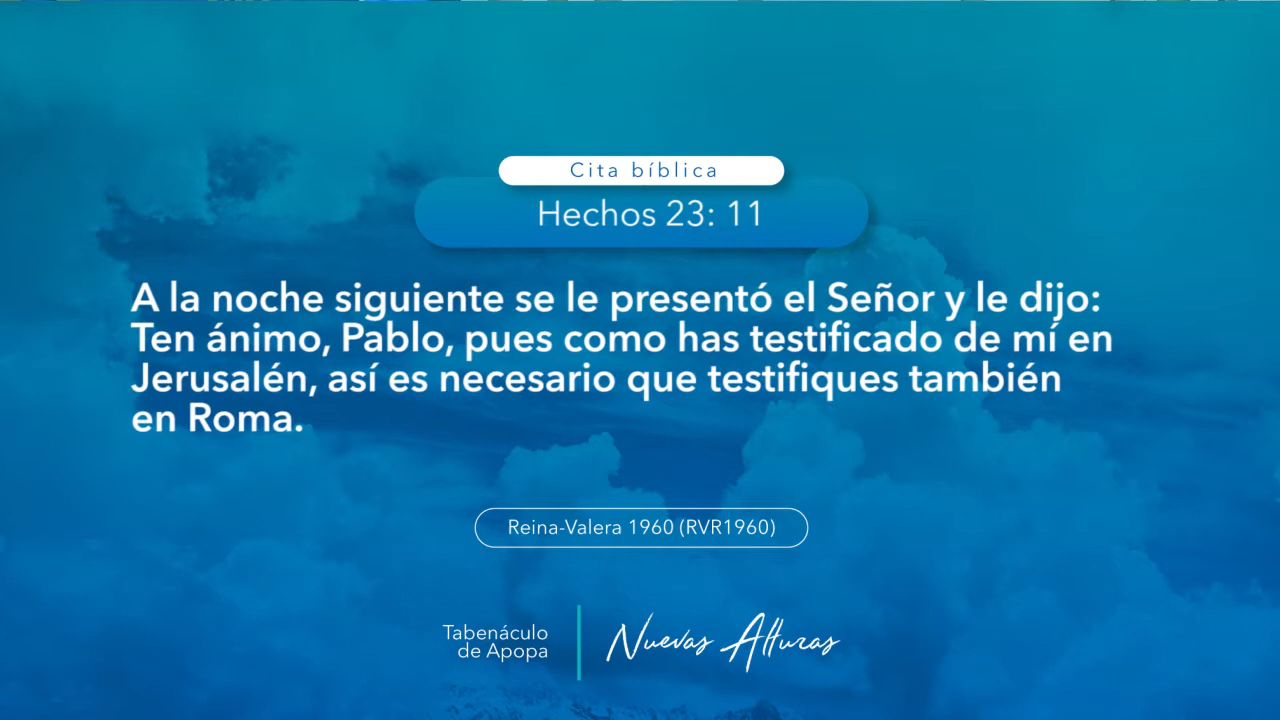 Cita bíblica
Hechos 23: 11
A la noche siguiente se le presentó el Señor y le dijo:
Ten ánimo, Pablo, pues como has testificado de mí en
Jerusalén, así es necesario que testifiques también
en Roma.
Reina-Valera 1960 (RVR1960)
Tabenáculo
de Apopa
Nuevas Alturas